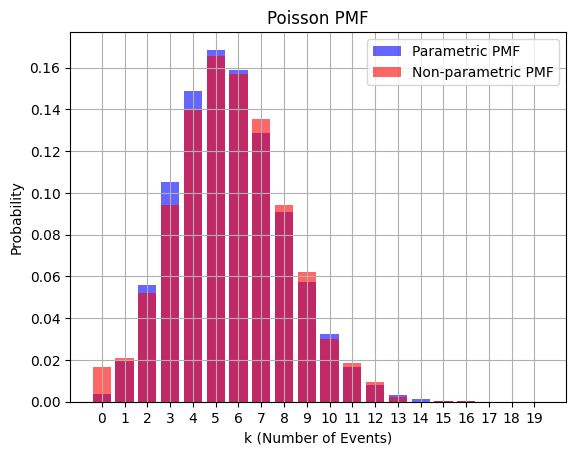 Poisson PMF
Parametric PMF
Non-parametric PMF
Probability
0.16
0.14
0.12
0.10
0.08
0.06
0.04
0.02
0.00
0 1 2 3 4 5 6 7 8 9 10 11 12 13 14 15 16 17 18 19
k (Number of Events)